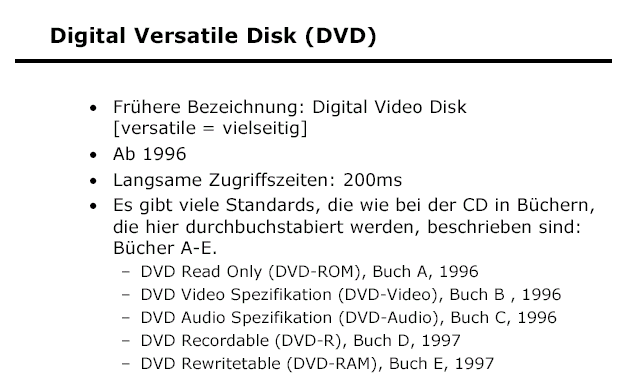 Digital Versatile Disk (DVD)
• Frühere Bezeichnung: Digital Video Disk
[versatile = vielseitig]
• Ab 1996
• Langsame Zugriffszeiten: 200ms
• Es gibt viele Standards, die wie bei der CD in Büchern,
die hier durchbuchstabiert werden, beschrieben sind:
Bücher A-E.
– DVD Read Only (DVD-ROM), Buch A, 1996
– DVD Video Spezifikation (DVD-Video), Buch B , 1996
– DVD Audio Spezifikation (DVD-Audio), Buch C, 1996
– DVD Recordable (DVD-R), Buch D, 1997
– DVD Rewritetable (DVD-RAM), Buch E, 1997